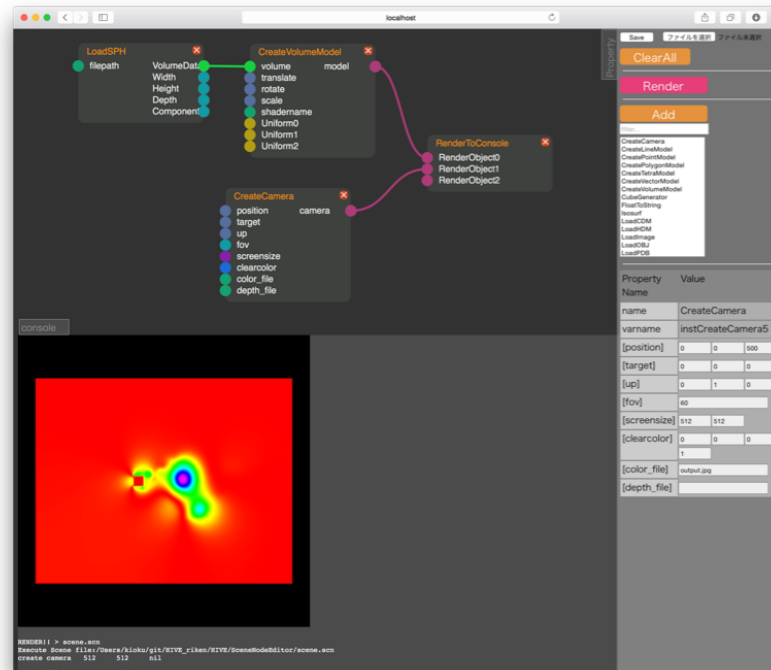 localhost
LoadSPH
filepath VolumeData
Width
Height
Depth
Component
CreateVolumeModel
volume model
translate
rotate
scale
shadername
Uniform0
Uniform1
Uniform2
RenderToConsole
RenderObject0
RenderObject1
RenderObject2
CreateCamera
position camera
target
up
fov
screensize
clearcolor
color_file
depth_file
Property
console
Save ファイルを選択 ファイル未選択
ClearAll
Render
Add
filter...
CreateCamera
CreateLineModel
CreatePointModel
CreatePolygonModel
CreateTetraModel
CreateVectorModel
CreateVolumeModel
CubeGenerator
FloatToString
Isosurf
LoadCDM
LoadHDM
LoadImage
LoadOBJ
LoadPDB
Property Name Value
name CreateCamera
varname instCreateCamera5
[position] 0 0 500
[target] 0 0 0
[up] 0 1 0
[fov] 60
[screensize] 512 512
[clearcolor] 0 0 0
1
[color_file] output.jpg
[depth_file]
RENDER!! > scene.scn
Execute Scene file:/Users/kioku/git/HIVE_riken/HIVE/SceneNodeEditor/scene.scn
create camera 512 512 nil